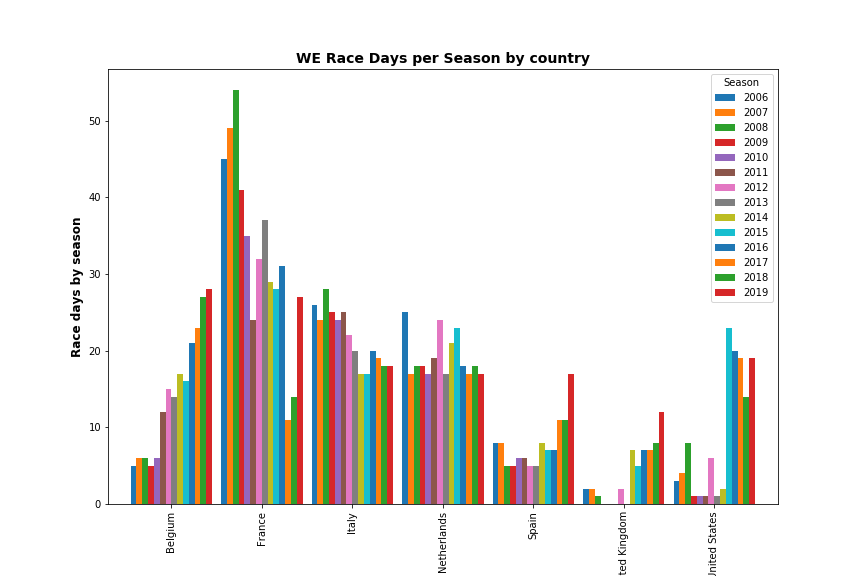 WE Race Days per Season by country
Race days by season
50
40
30
20
10
0
Season
2006
2007
2008
2009
2010
2011
2012
2013
2014
2015
2016
2017
2018
2019
Belgium
France
Italy
Netherlands
Spain
ted Kingdom
United States